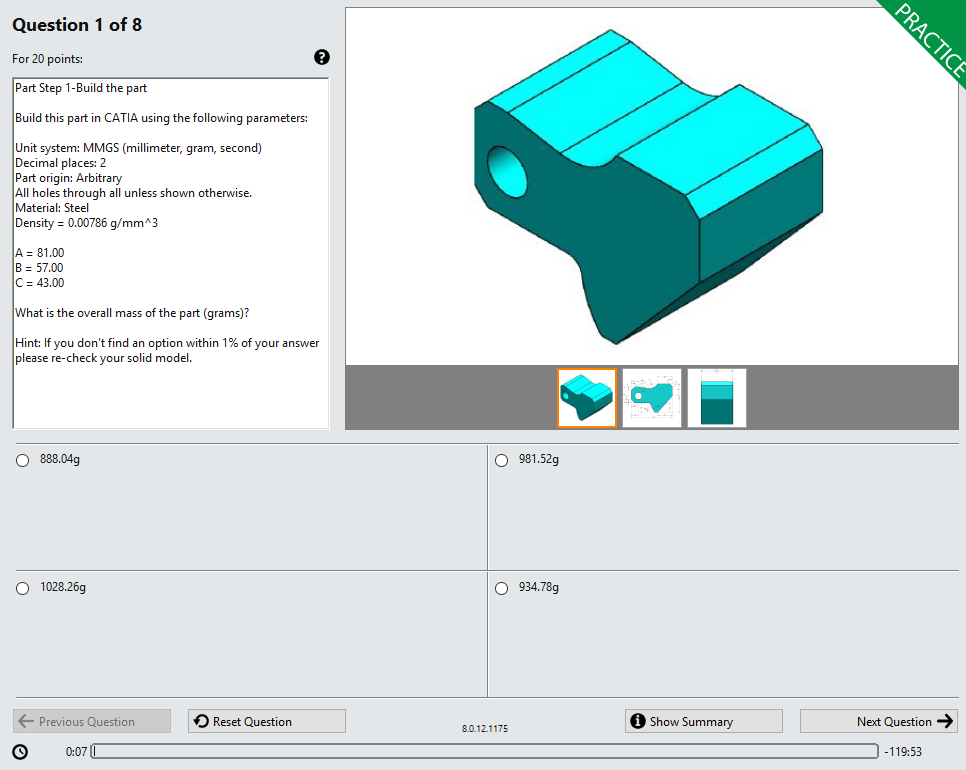 Question 1 of 8
For 20 points:
?
Part Step 1-Build the part
Build this part in CATIA using the following parameters:
Unit system: MMGS (millimeter, gram, second)
Decimal places: 2
Part origin: Arbitrary
All holes through all unless shown otherwise.
Material: Steel
Density = 0.00786 g/mm^3
A = 81.00
B = 57.00
C = 43.00
What is the overall mass of the part (grams)?
Hint: If you don't find an option within 1% of your answer
please re-check your solid model.
PRACTICE
888.04g
981.52g
1028.26g
934.78g
Previous Question
Reset Question
8.0.12.1175
Show Summary
Next Question
0:07
-119:53